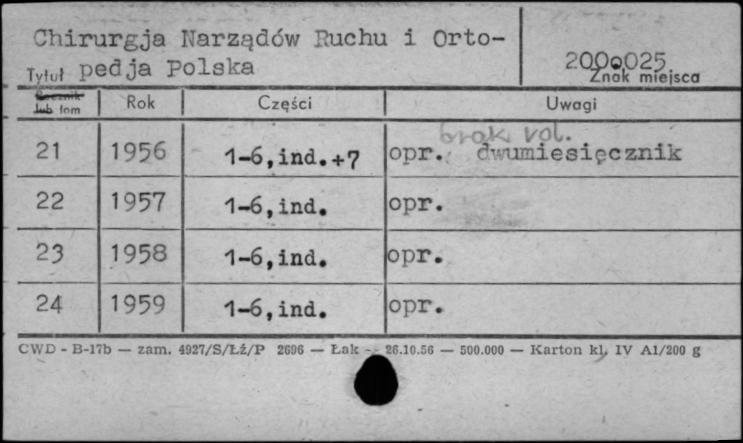 Chirurgja Narządów Ruchu i Orto-
Tytuł pedja Polska
200.025
Znak miejsca
Rocznik lub tom Rok Części Uwagi
brak vol.
21 1956 1-6,ind.+7 opr. dwumiesięcznik
22 1957 1-6,ind. opr.
23 1958 1-6,ind. opr.
24 1959 1-6,ind. opr.
CWD - B-17b — zam. 4927/S/Łź/P 2696 — Łak — 26.10.56 — 500.000 — Karton kl. IV A1/200 g